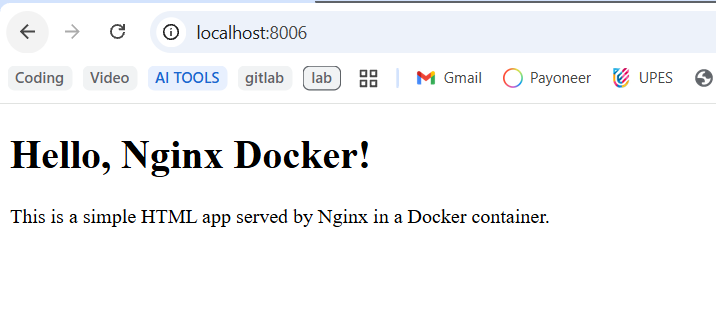 localhost:8006
Coding Video AI TOOLS gitlab lab Gmail Payoneer UPES
Hello, Nginx Docker!
This is a simple HTML app served by Nginx in a Docker container.